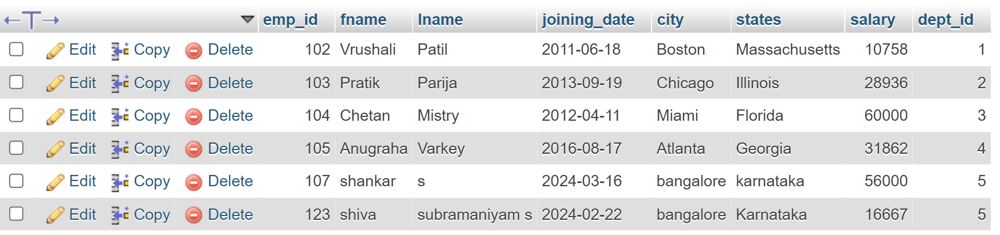 emp_id fname lname joining_date city states salary dept_id
Edit Copy Delete 102 Vrushali Patil 2011-06-18 Boston Massachusetts 10758 1
Edit Copy Delete 103 Pratik Parija 2013-09-19 Chicago Illinois 28936 2
Edit Copy Delete 104 Chetan Mistry 2012-04-11 Miami Florida 60000 3
Edit Copy Delete 105 Anugraha Varkey 2016-08-17 Atlanta Georgia 31862 4
Edit Copy Delete 107 shankar s 2024-03-16 bangalore karnataka 56000 5
Edit Copy Delete 123 shiva subramaniyam s 2024-02-22 bangalore Karnataka 16667 5